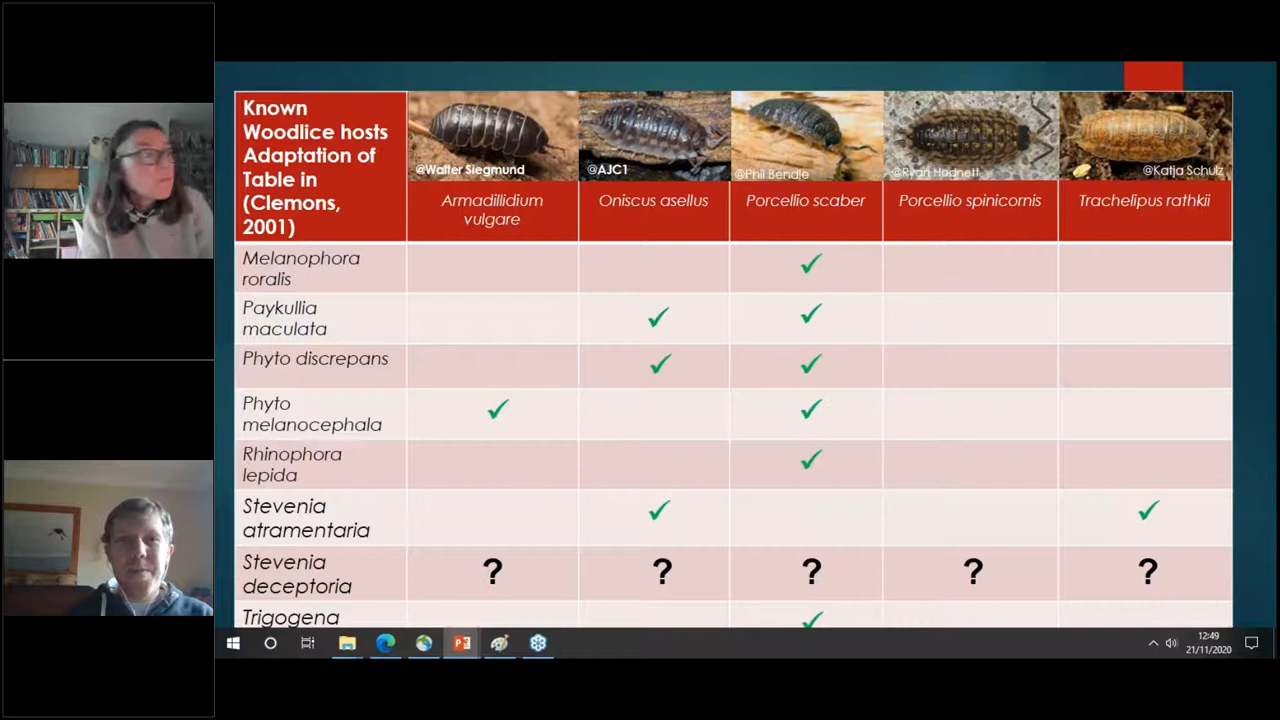 Known
Woodlice hosts
Adaptation of
Table in
(Clemons,
2001)
@Walter Siegmund
@AJC1
@Phil Bendle
@Ryan Hodnett
@Katja Schulz
Armadillidium
vulgare
Oniscus asellus
Porcellio scaber
Porcellio spinicornis
Trachelipus rathkii
Melanophora
roralis
✓
Paykullia
maculata
✓ ✓
Phyto discrepans
✓ ✓
Phyto
melanocephala
✓ ✓
Rhinophora
lepida
✓
Stevenia
atramentaria
✓ ✓
Stevenia
deceptoria
? ? ? ? ?
Trigogena
✓
12:49
21/11/2020